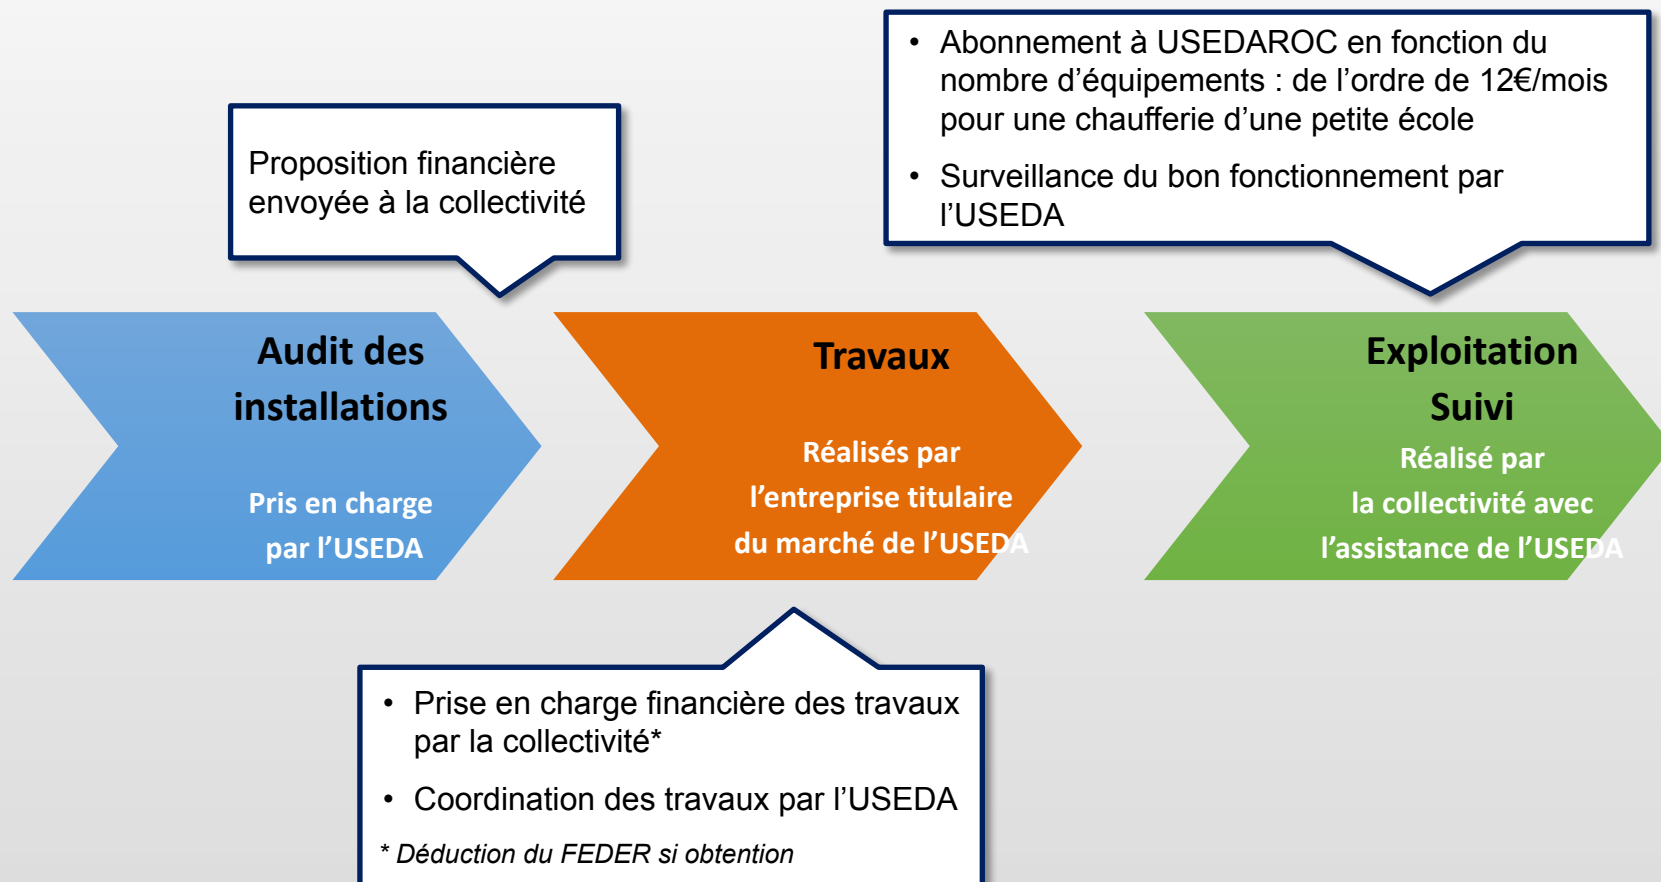 • Abonnement à USEDAROC en fonction du
nombre d’équipements : de l’ordre de 12€/mois
pour une chaufferie d’une petite école
• Surveillance du bon fonctionnement par
l’USEDA
Proposition financière
envoyée à la collectivité
Audit des
installations
Pris en charge
par l’USEDA
Travaux
Réalisés par
l’entreprise titulaire
du marché de l’USEDA
Exploitation
Suivi
Réalisé par
la collectivité avec
l’assistance de l’USEDA
• Prise en charge financière des travaux
par la collectivité*
• Coordination des travaux par l’USEDA
* Déduction du FEDER si obtention